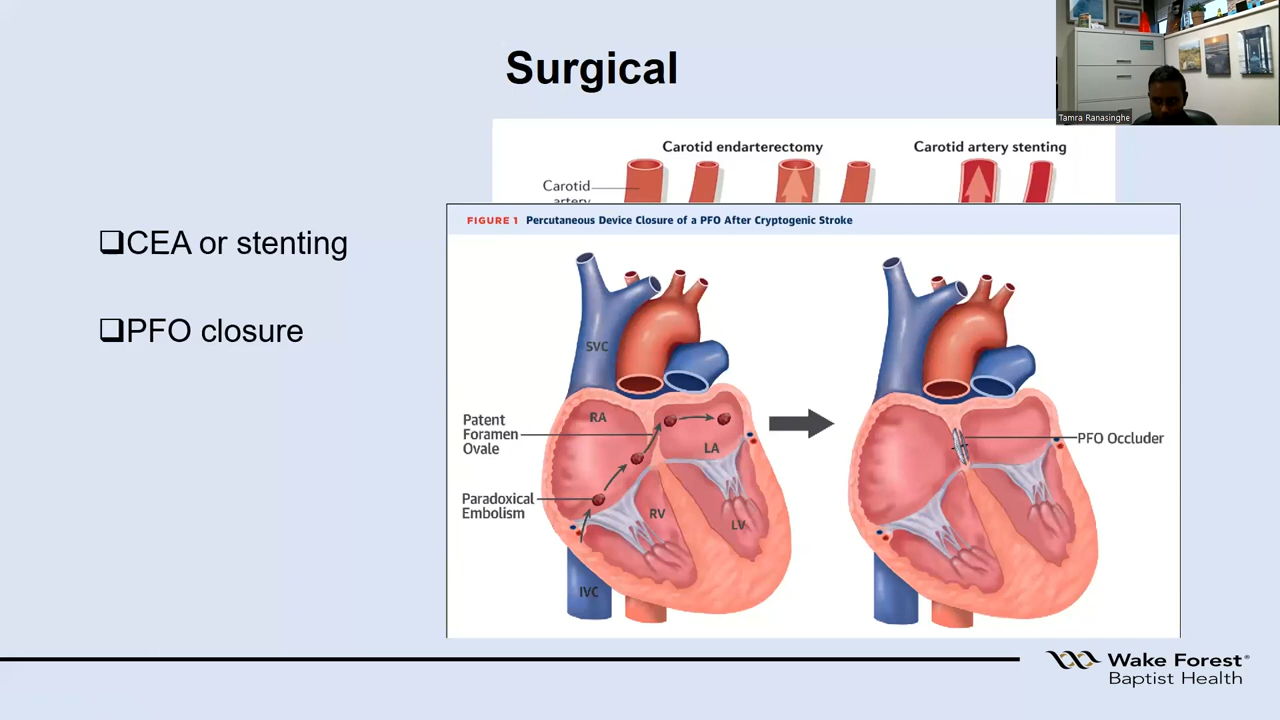 Surgical
Tamra Ranasinghe
Carotid endarterectomy
Carotid artery stenting
Carotid
artery
❑CEA or stenting
❑PFO closure
FIGURE 1 Percutaneous Device Closure of a PFO After Cryptogenic Stroke
SVC
RA
LA
Patent
Foramen
Ovale
Paradoxical
Embolism
RV
LV
IVC
PFO Occluder
Wake Forest®
Baptist Health